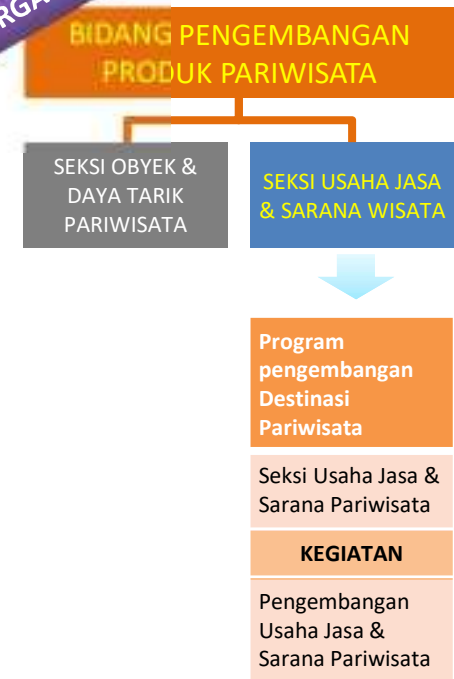 BIDANG PENGEMBANGAN
PRODUK PARIWISATA
SEKSI OBYEK &
DAYA TARIK
PARIWISATA
SEKSI USAHA JASA
& SARANA WISATA
Program
pengembangan
Destinasi
Pariwisata
Seksi Usaha Jasa &
Sarana Pariwisata
KEGIATAN
Pengembangan
Usaha Jasa &
Sarana Pariwisata